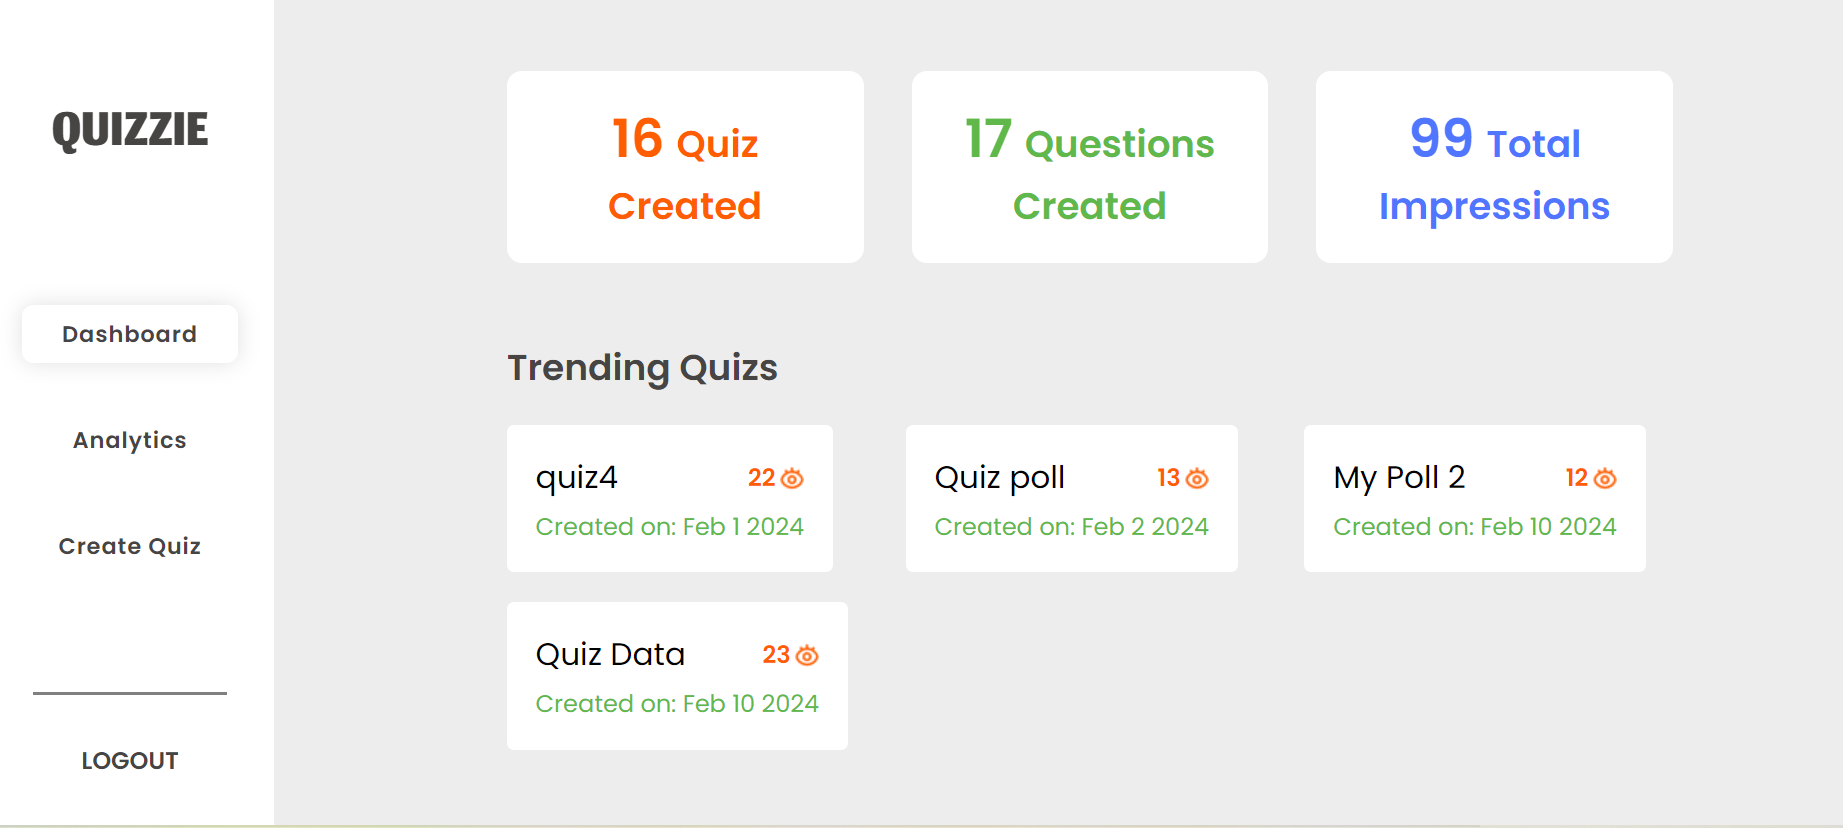 QUIZZIE
Dashboard
Analytics
Create Quiz
LOGOUT
16 Quiz
Created
17 Questions
Created
99 Total
Impressions
Trending Quizs
quiz4 22
Created on: Feb 1 2024
Quiz poll 13
Created on: Feb 2 2024
My Poll 2 12
Created on: Feb 10 2024
Quiz Data 23
Created on: Feb 10 2024